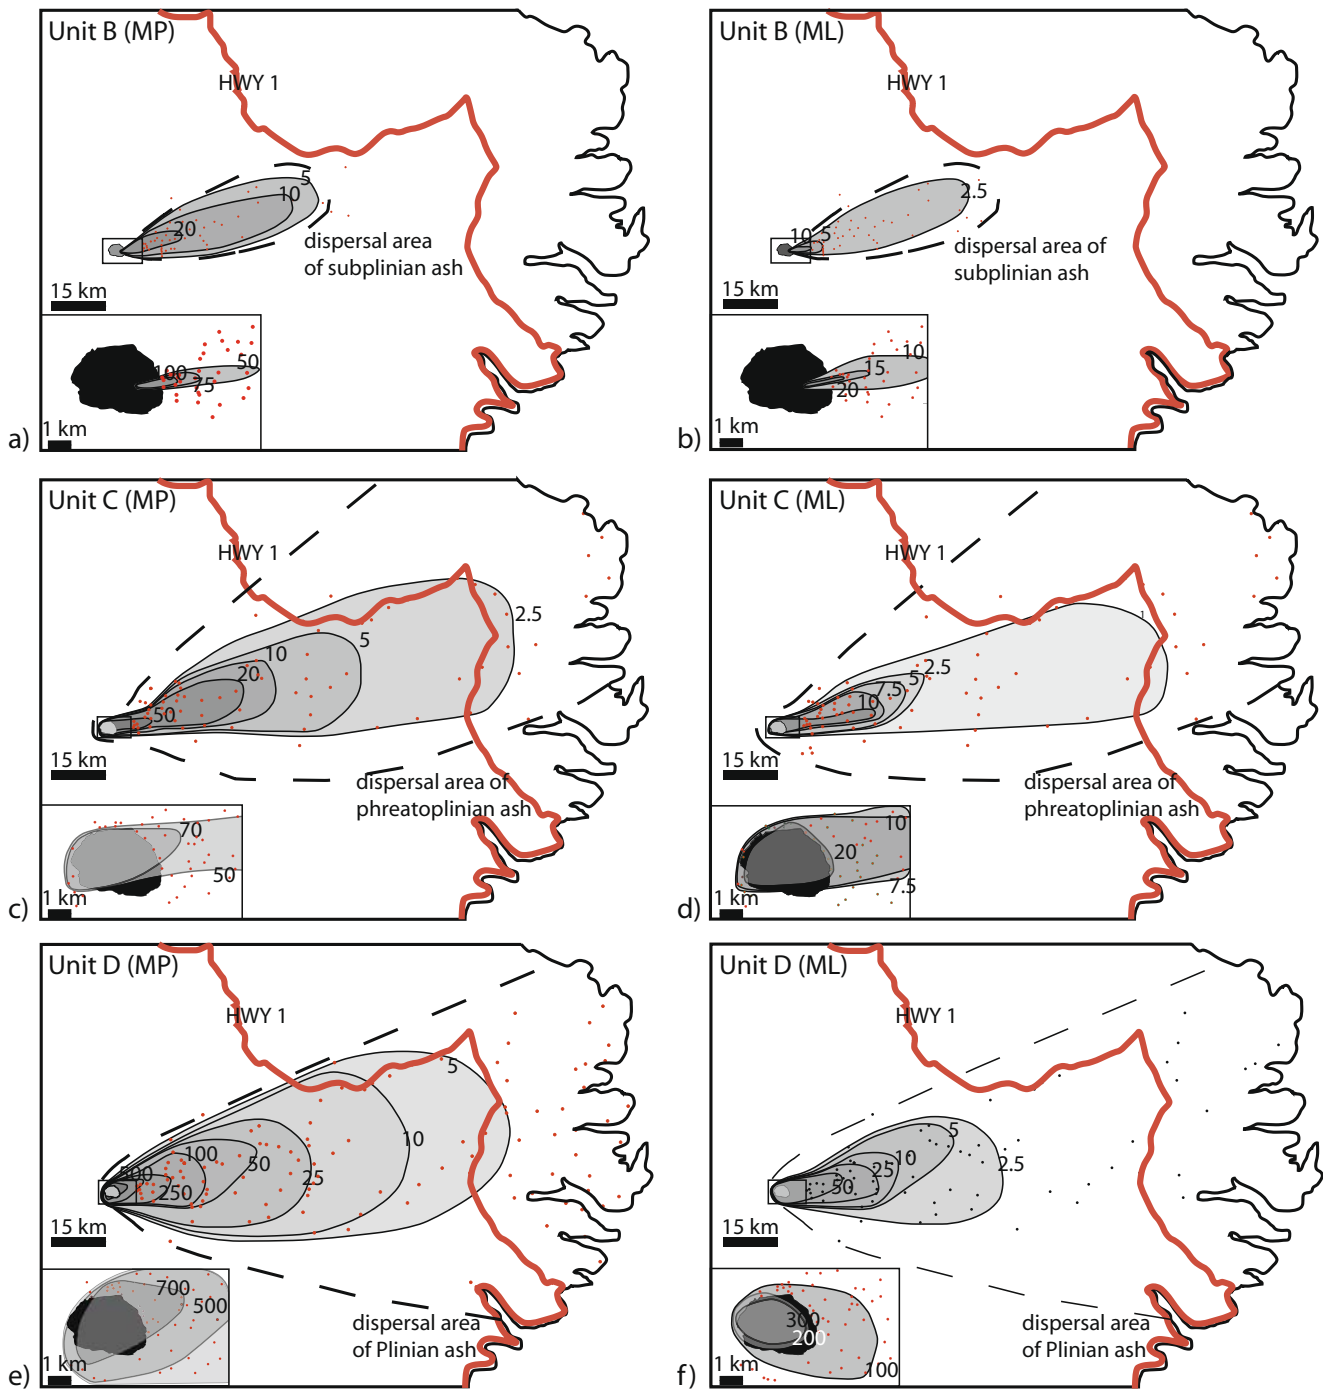 Unit B (MP)
HWY 1
5
10
20
dispersal area
of subplinian ash
15 km
100
75
50
1 km
a)
Unit B (ML)
HWY 1
2.5
10
5
dispersal area of
subplinian ash
15 km
10
15
20
1 km
b)
Unit C (MP)
HWY 1
2.5
5
10
20
50
15 km
dispersal area of
phreatoplinian ash
70
50
1 km
c)
Unit C (ML)
HWY 1
1
2.5
5
7.5
10
15 km
dispersal area of
phreatoplinian ash
10
20
7.5
1 km
d)
Unit D (MP)
HWY 1
5
10
100
50
25
500
250
15 km
dispersal area
of Plinian ash
700
500
1 km
e)
Unit D (ML)
HWY 1
5
10
2.5
25
50
15 km
dispersal area
of Plinian ash
300
200
100
1 km
f)